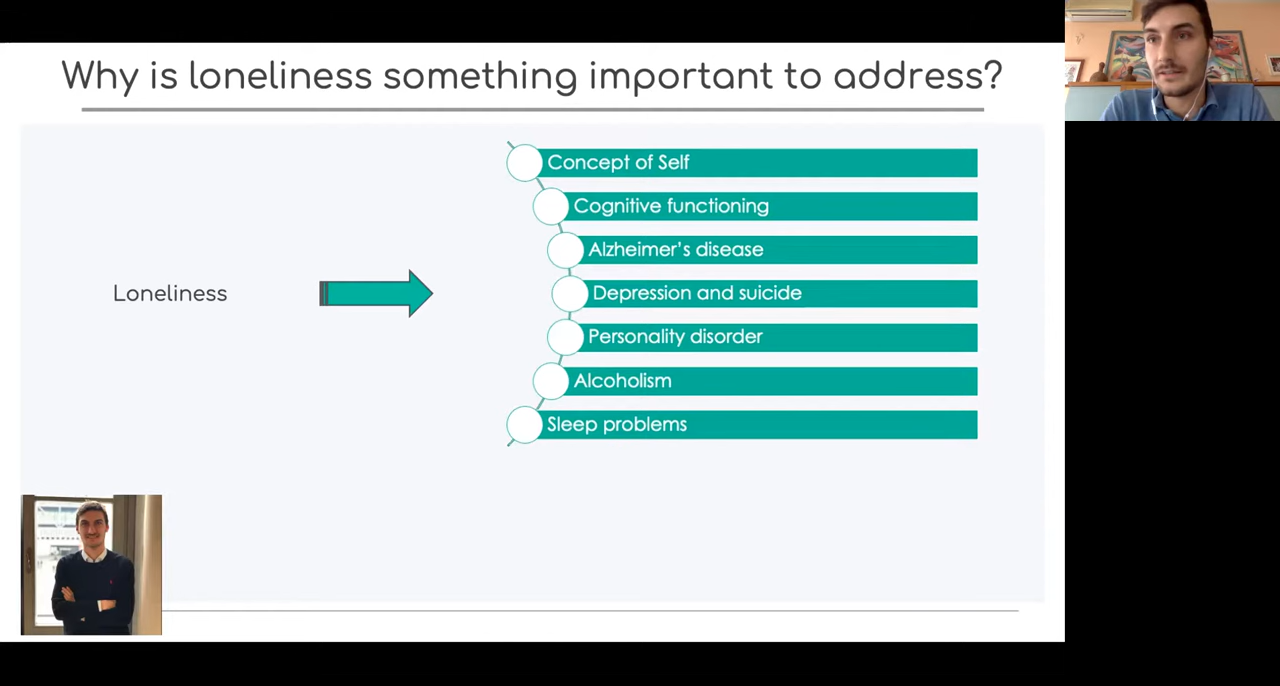 Why is loneliness something important to address?
Loneliness
Concept of Self
Cognitive functioning
Alzheimer’s disease
Depression and suicide
Personality disorder
Alcoholism
Sleep problems